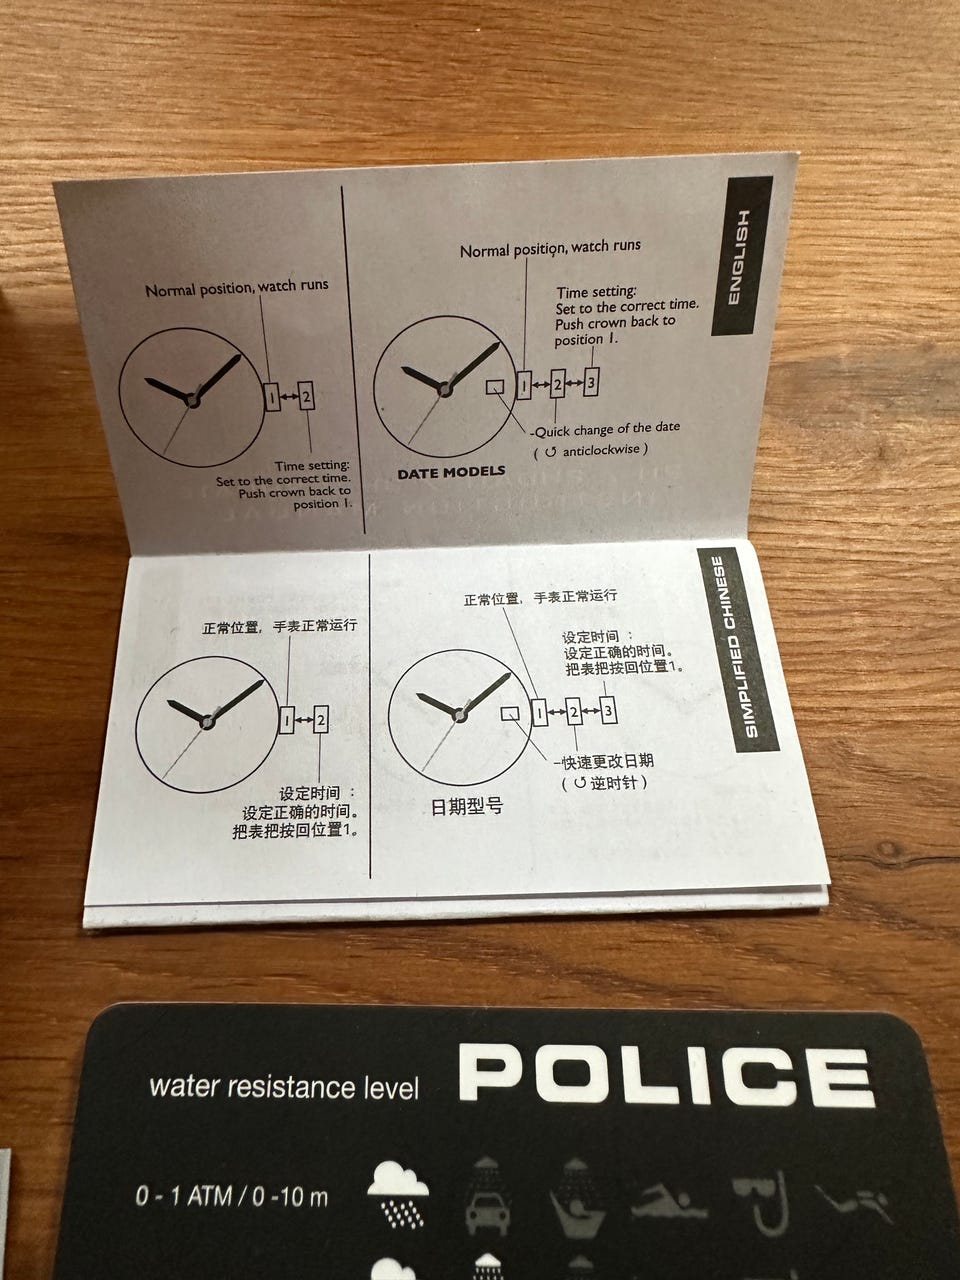 ENGLISH
Normal position, watch runs
1
2
Time setting:
Set to the correct time.
Push crown back to
position 1.
Normal position, watch runs
Time setting:
Set to the correct time.
Push crown back to
position 1.
1
2
3
-Quick change of the date
( ↺ anticlockwise )
DATE MODELS
SIMPLIFIED CHINESE
正常位置，手表正常运行
1
2
设定时间：
设定正确的时间。
把表把按回位置1。
正常位置，手表正常运行
设定时间：
设定正确的时间。
把表把按回位置1。
1
2
3
-快速更改日期
( ↺ 逆时针 )
日期型号
water resistance level
POLICE
0 - 1 ATM / 0 -10 m